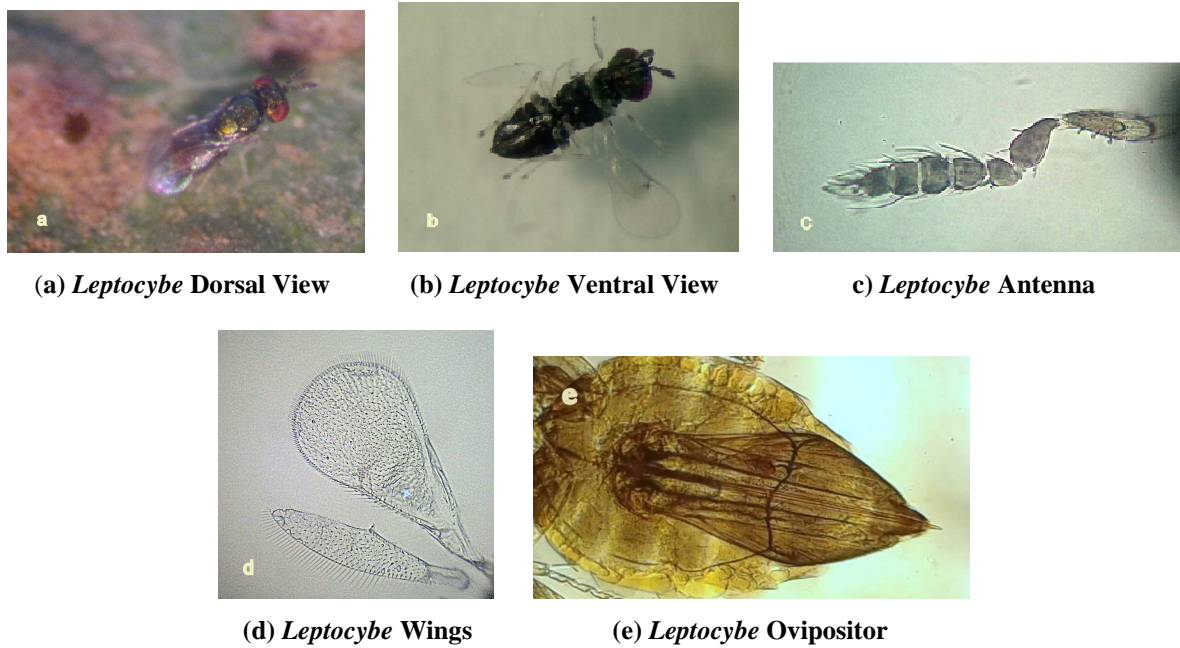 a
b
c
(a) Leptocybe Dorsal View
(b) Leptocybe Ventral View
c) Leptocybe Antenna
d
e
(d) Leptocybe Wings
(e) Leptocybe Ovipositor